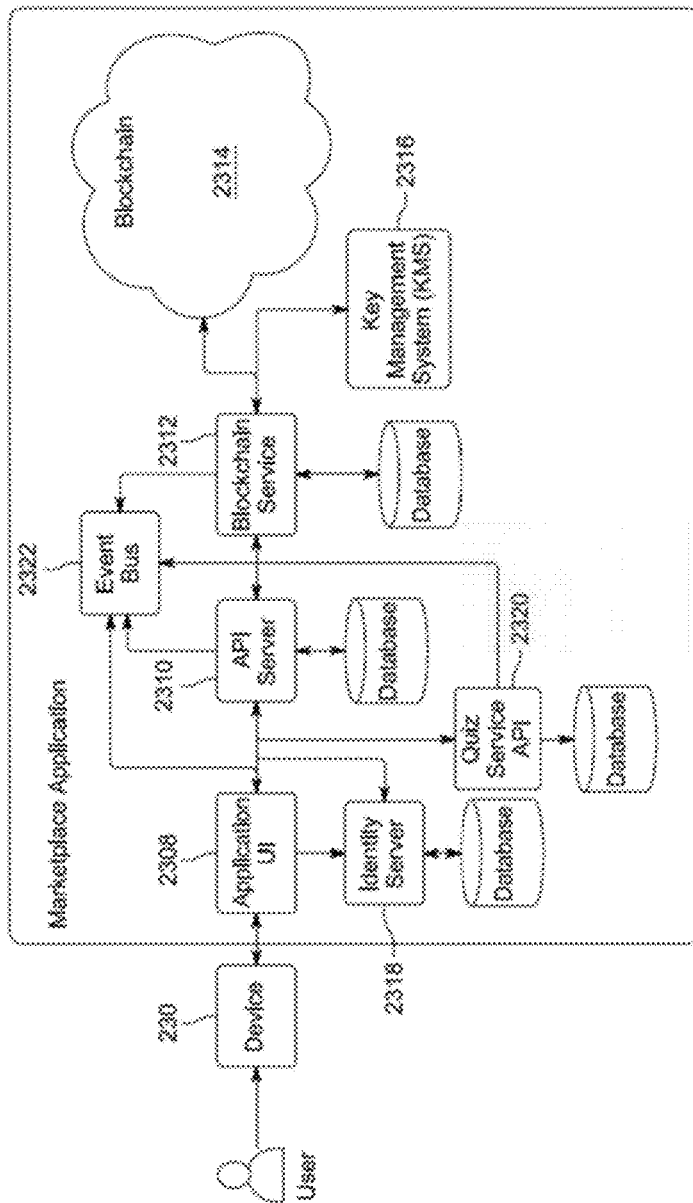 Marketplace Application
2322
Event
Bus
Blockchain
2314
User
230
Device
2308
Application
UI
2310
API
Server
2312
Blockchain
Service
2316
Key
Management
System (KMS)
2318
Identity
Server
Database
Database
Database
2320
Quiz
Service
API
Database